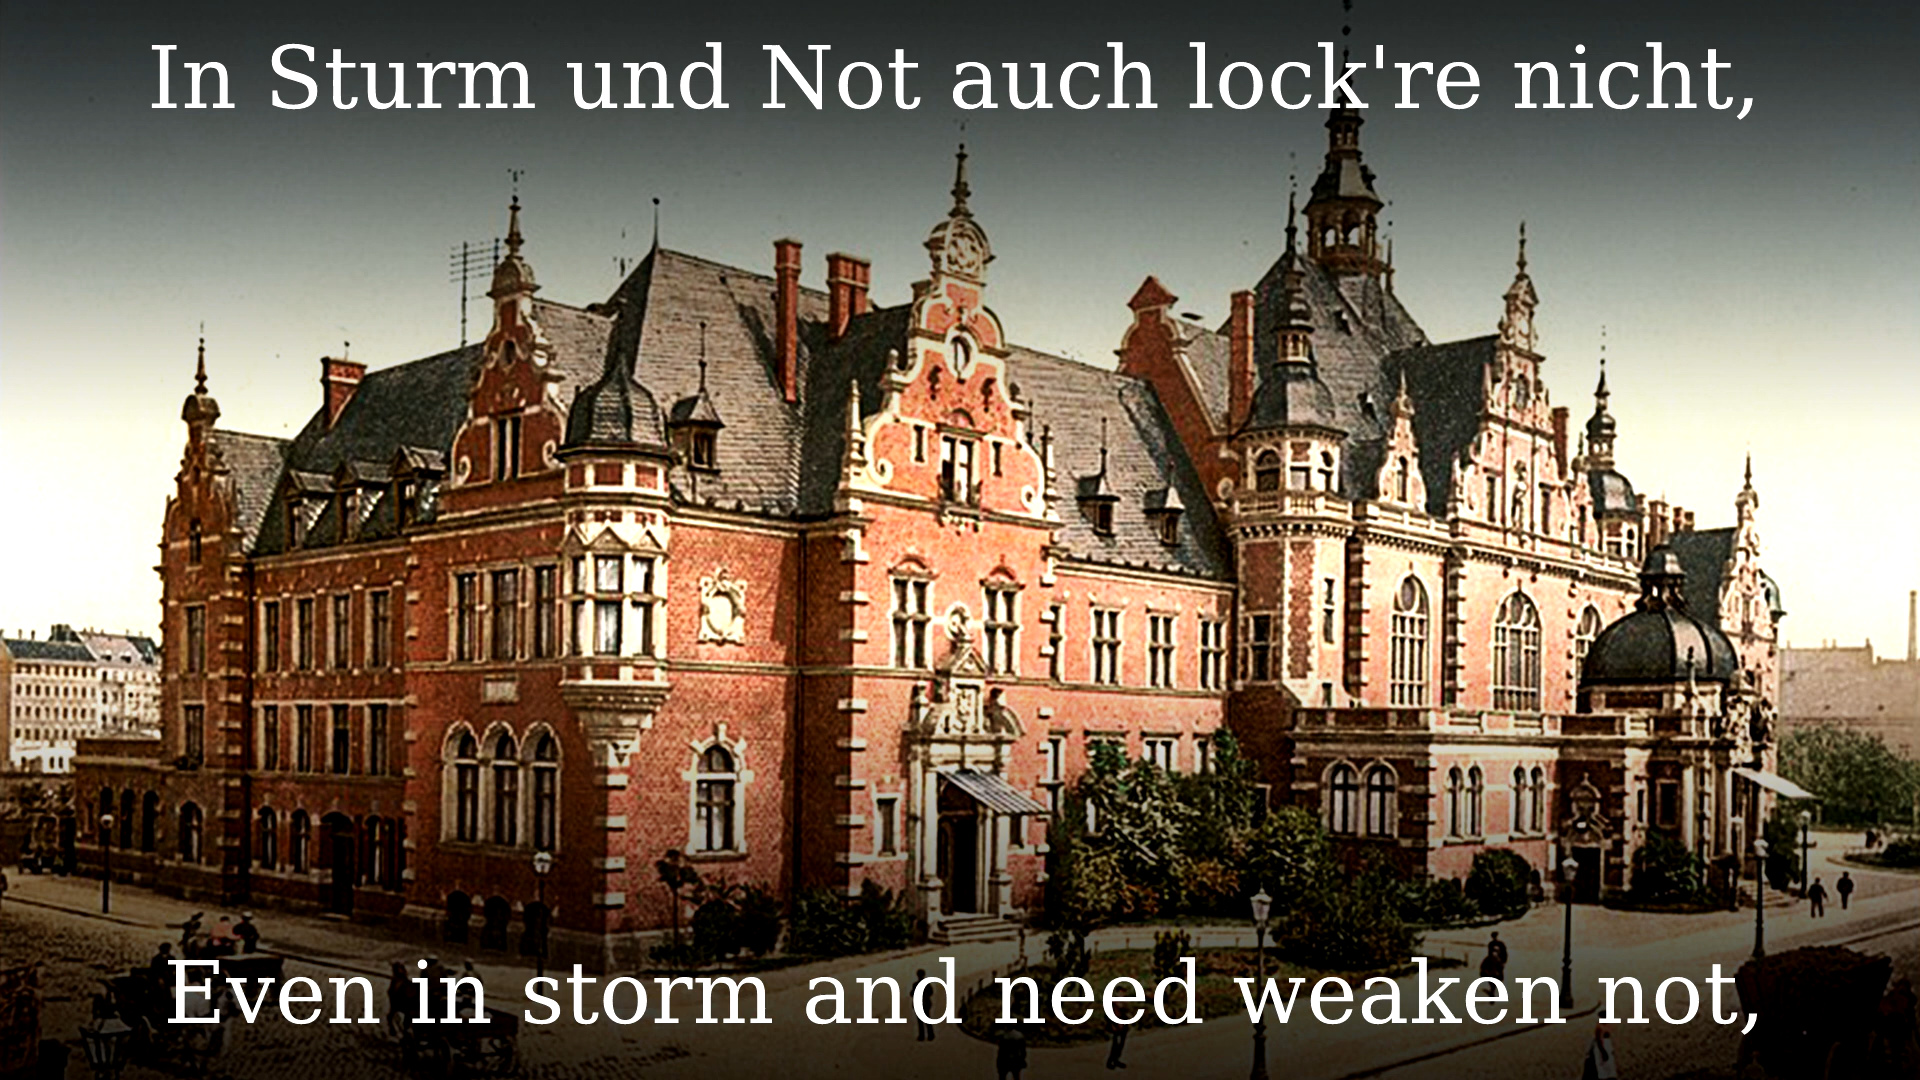 In Sturm und Not auch lock're nicht,
Even in storm and need weaken not,